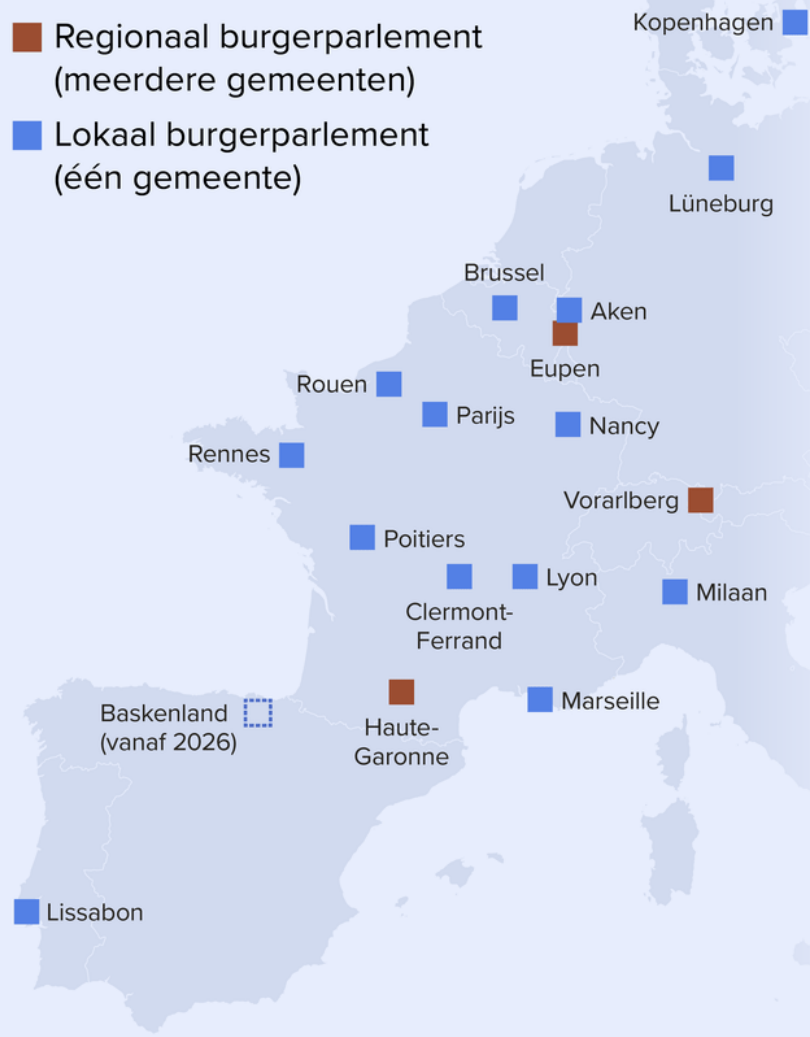 Regionaal burgerparlement
(meerdere gemeenten)
Lokaal burgerparlement
(één gemeente)
Kopenhagen
Lüneburg
Brussel
Aken
Eupen
Rouen
Parijs
Nancy
Rennes
Vorarlberg
Poitiers
Lyon
Clermont-
Ferrand
Milaan
Marseille
Baskenland
(vanaf 2026)
Haute-
Garonne
Lissabon